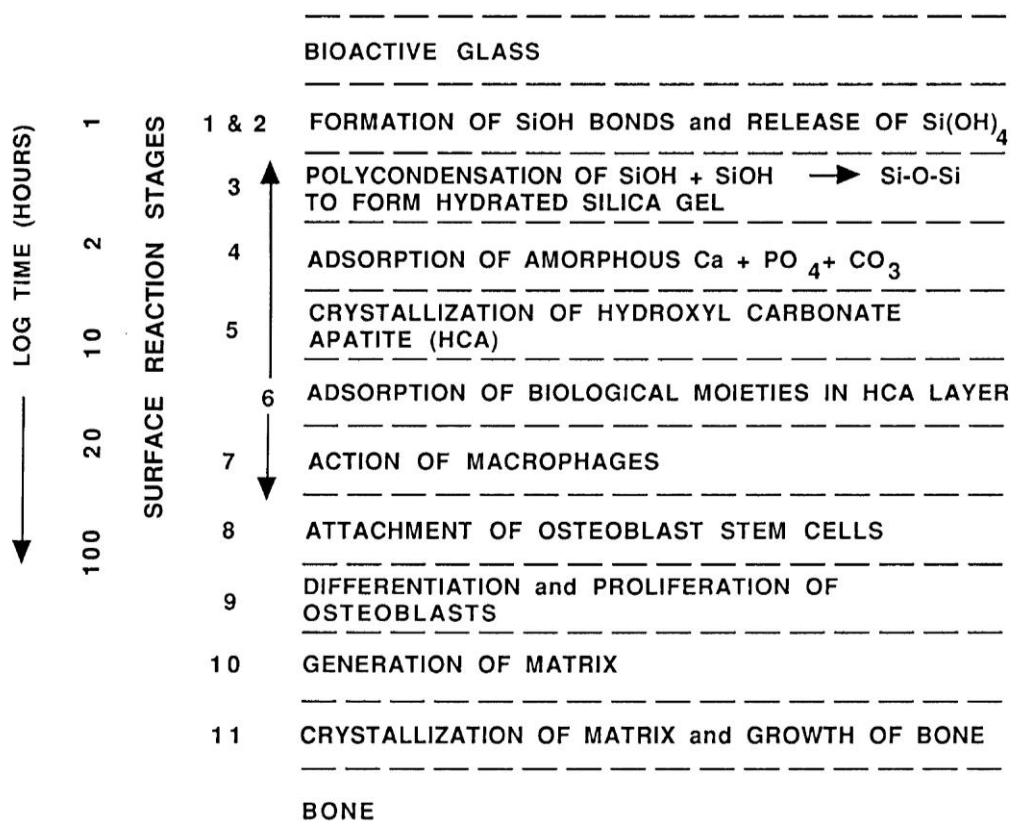 BIOACTIVE GLASS
LOG TIME (HOURS)
1
2
10
20
100
SURFACE REACTION STAGES
1 & 2 FORMATION OF SiOH BONDS and RELEASE OF Si(OH)4
3 POLYCONDENSATION OF SiOH + SiOH → Si-O-Si
TO FORM HYDRATED SILICA GEL
4 ADSORPTION OF AMORPHOUS Ca + PO4 + CO3
5 CRYSTALLIZATION OF HYDROXYL CARBONATE
APATITE (HCA)
6 ADSORPTION OF BIOLOGICAL MOIETIES IN HCA LAYER
7 ACTION OF MACROPHAGES
8 ATTACHMENT OF OSTEOBLAST STEM CELLS
9 DIFFERENTIATION and PROLIFERATION OF
OSTEOBLASTS
10 GENERATION OF MATRIX
11 CRYSTALLIZATION OF MATRIX and GROWTH OF BONE
BONE